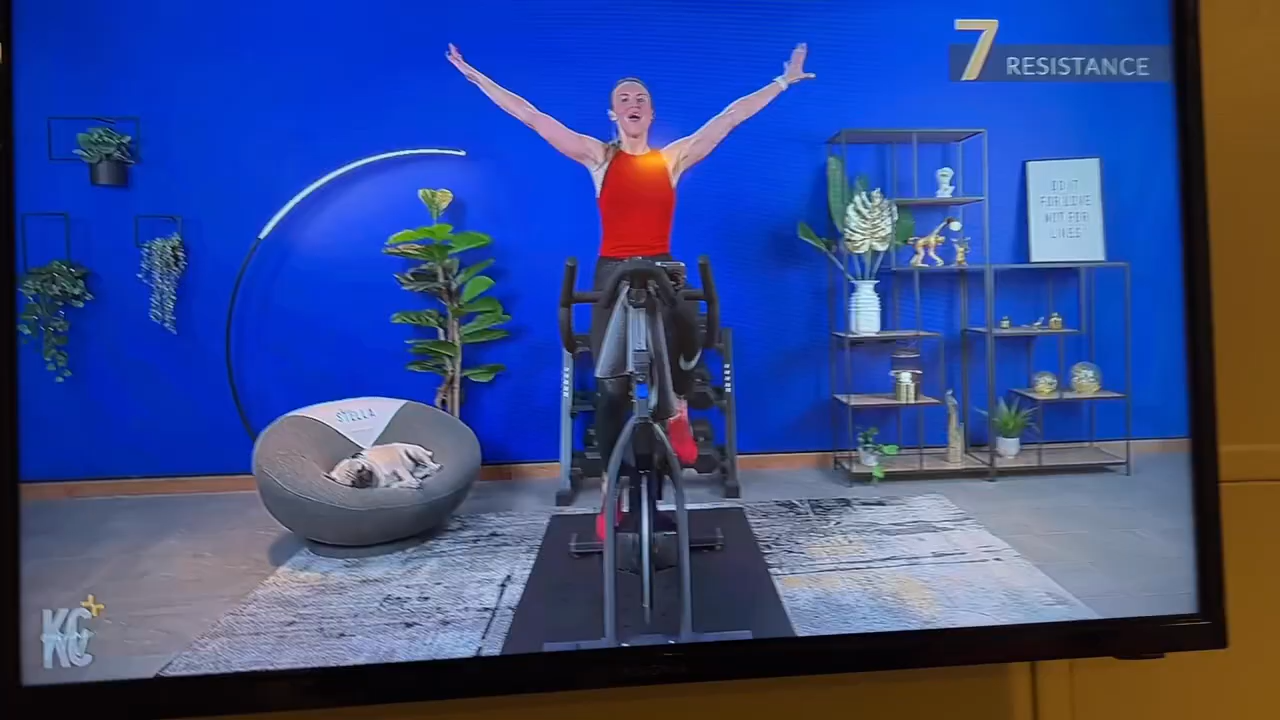 7 RESISTANCE
DO IT
FOR LOVE
NOT FOR
LIKES
STELLA
KC+